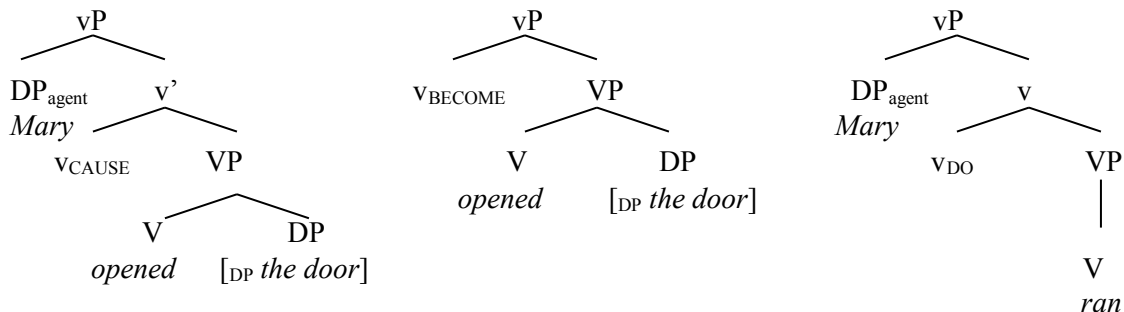 vP vP vP
DPagent v’ vBECOME VP DPagent v
Mary Mary
vCAUSE VP V DP vDO VP
opened [DP the door]
V DP
opened [DP the door] V
ran